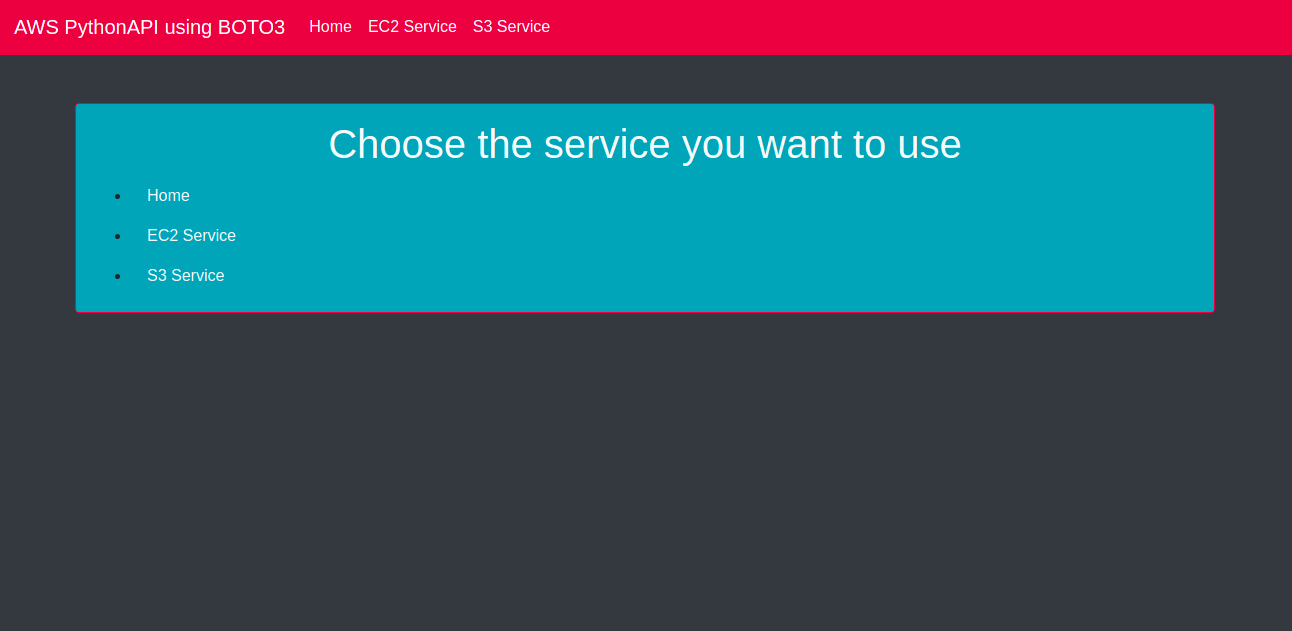 AWS PythonAPI using BOTO3 Home EC2 Service S3 Service
Choose the service you want to use
Home
EC2 Service
S3 Service